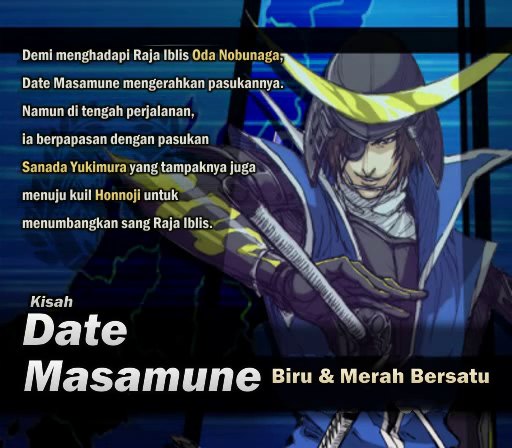 Demi menghadapi Raja Iblis Oda Nobunaga,
Date Masamune mengerahkan pasukannya.
Namun di tengah perjalanan,
ia berpapasan dengan pasukan
Sanada Yukimura yang tampaknya juga
menuju kuil Honnoji untuk
menumbangkan sang Raja Iblis.
Kisah
Date
Masamune Biru & Merah Bersatu